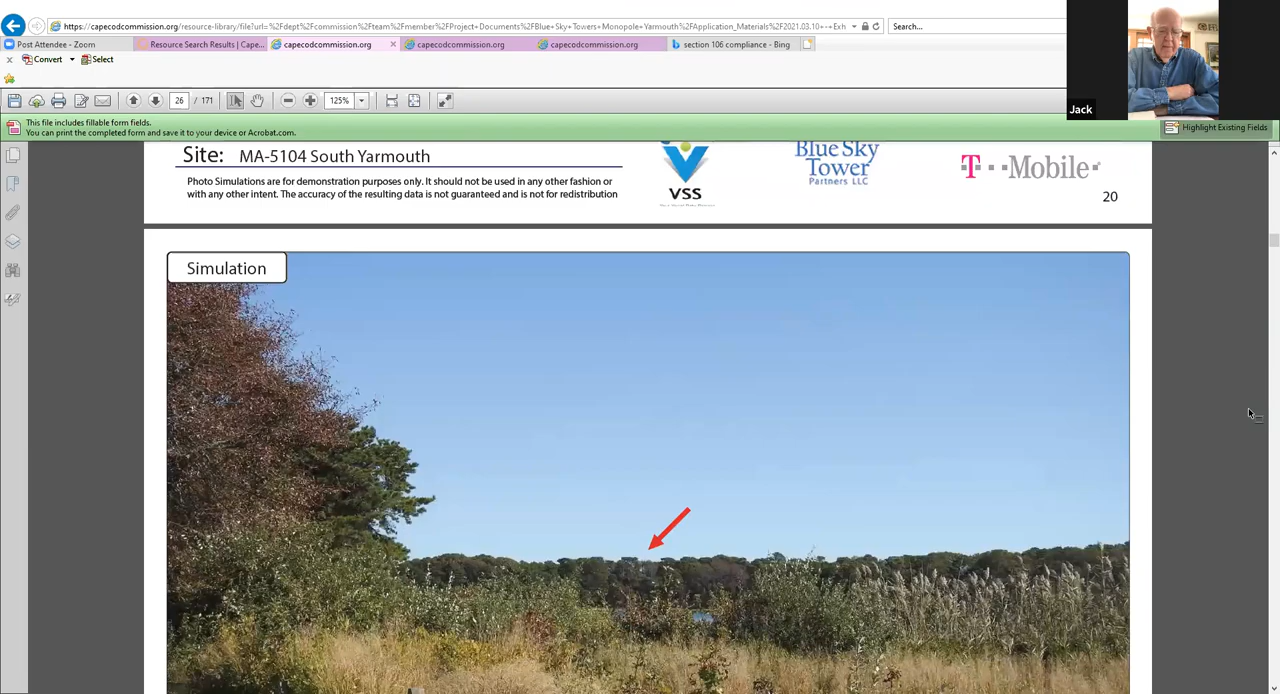 https://capecodcommission.org/resource-library/file?url=%2Fdept%2Fcommission%2Fteam%2Fmember%2FProject+Documents%2FBlue+Sky+Towers+Monopole+Yarmouth%2FApplication_Materials%2F2021.03.10+-+Exh
Search...
Post Attendee - Zoom
Resource Search Results | Cape...
capecodcommission.org
capecodcommission.org
capecodcommission.org
section 106 compliance - Bing
Convert
Select
Jack
26 / 171
125%
This file includes fillable form fields.
You can print the completed form and save it to your device or Acrobat.com.
Highlight Existing Fields
Site: MA-5104 South Yarmouth
Photo Simulations are for demonstration purposes only. It should not be used in any other fashion or
with any other intent. The accuracy of the resulting data is not guaranteed and is not for redistribution
VSS
Blue Sky
Tower
Partners LLC
T-Mobile
20
Simulation